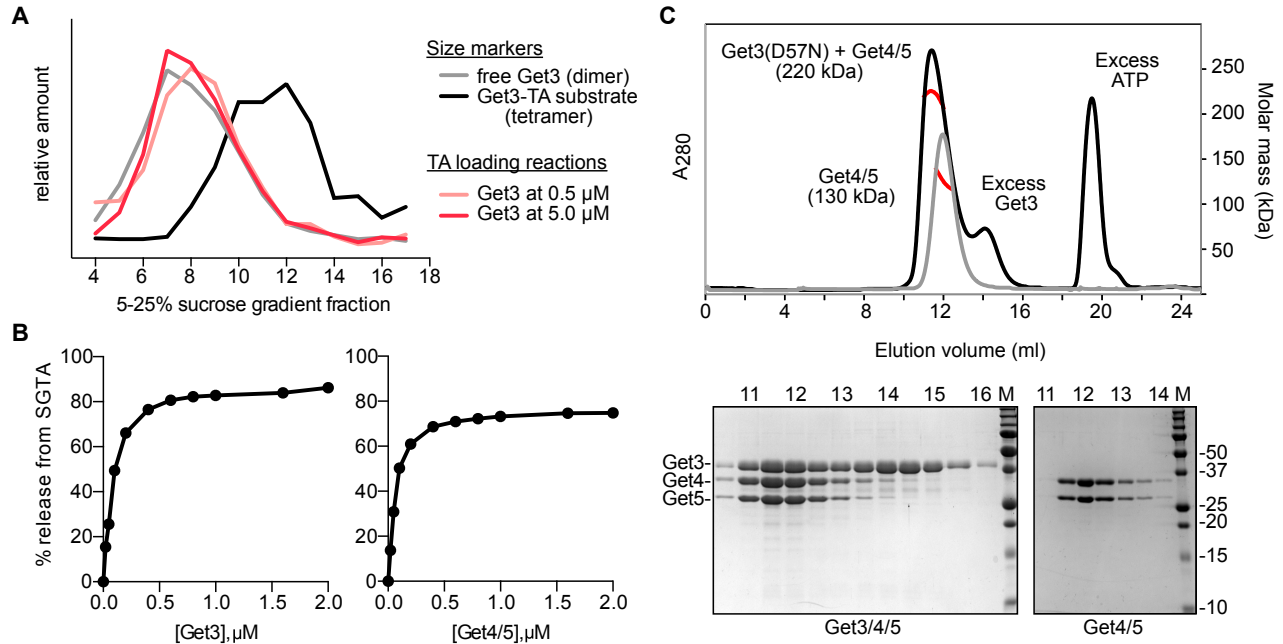 A
relative amount
4 6 8 10 12 14 16 18
5-25% sucrose gradient fraction
Size markers
free Get3 (dimer)
Get3-TA substrate
(tetramer)
TA loading reactions
Get3 at 0.5 µM
Get3 at 5.0 µM
B
% release from SGTA
100
80
60
40
20
0
0.0 0.5 1.0 1.5 2.0
[Get3],µM
100
80
60
40
20
0
0.0 0.5 1.0 1.5 2.0
[Get4/5],µM
C
Get3(D57N) + Get4/5
(220 kDa)
Get4/5
(130 kDa)
Excess
Get3
Excess
ATP
A280
250
200
150
100
50
Molar mass (kDa)
0 4 8 12 16 20 24
Elution volume (ml)
11 12 13 14 15 16 M
Get3-
Get4-
Get5-
Get3/4/5
11 12 13 14 M
-50
-37
-25
-20
-15
-10
Get4/5